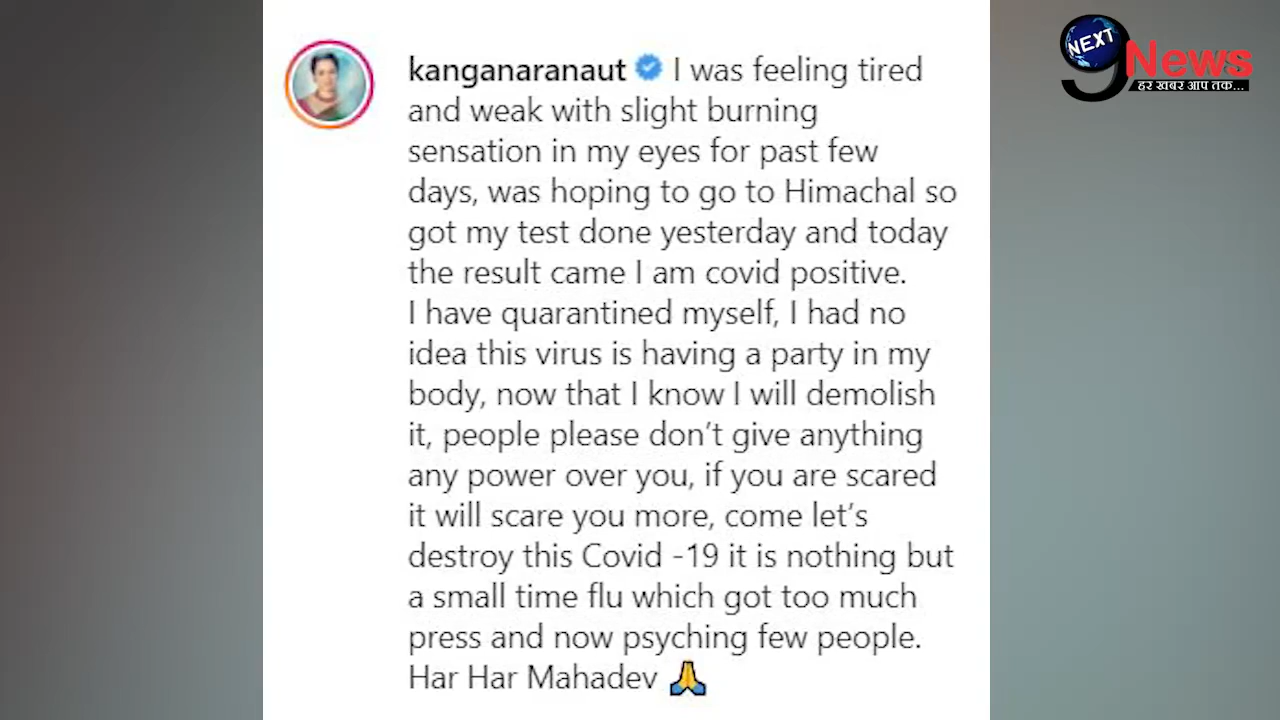 kanganaranaut I was feeling tired
and weak with slight burning
sensation in my eyes for past few
days, was hoping to go to Himachal so
got my test done yesterday and today
the result came I am covid positive.
I have quarantined myself, I had no
idea this virus is having a party in my
body, now that I know I will demolish
it, people please don’t give anything
any power over you, if you are scared
it will scare you more, come let’s
destroy this Covid -19 it is nothing but
a small time flu which got too much
press and now psyching few people.
Har Har Mahadev 🙏
NEXT
9 News
हर खबर आप तक...